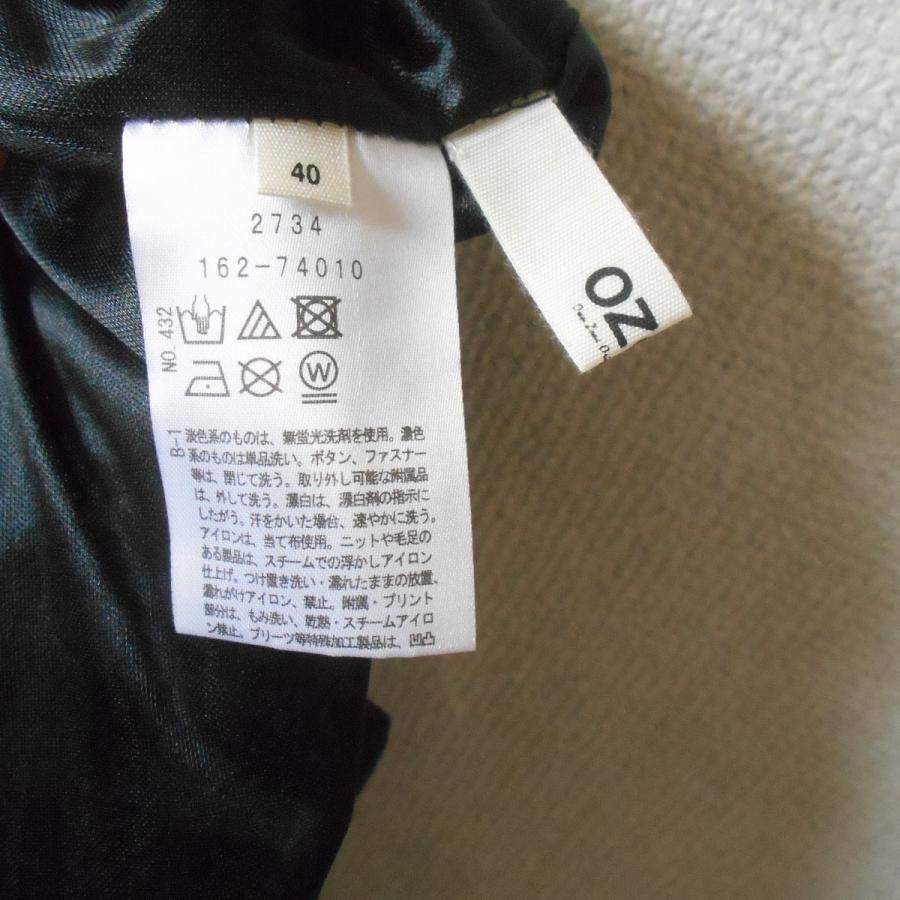 40
2734
162-74010
NO. 432
W
B-1
淡色系のものは、無蛍光洗剤を使用。濃色
系のものは単品洗い。ボタン、ファスナー
等は、閉じて洗う。取り外し可能な附属品
は、外して洗う。漂白は、漂白剤の指示に
したがう。汗をかいた場合、速やかに洗う。
アイロンは、当て布使用。ニットや毛足の
ある製品は、スチームでの浮かしアイロン
仕上げ。つけ置き洗い・濡れたままの放置、
濡れがけアイロン、禁止。附属・プリント
部分は、もみ洗い、乾熱・スチームアイロ
ン禁止。プリーツ等特殊加工製品は、凹凸
OZ